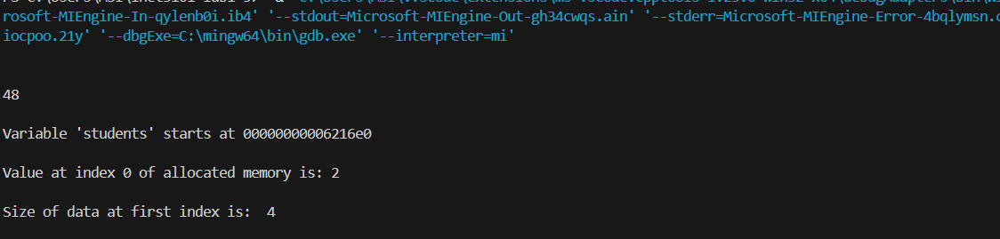 rosoft-MIEngine-In-qylenb0i.ib4' '--stdout=Microsoft-MIEngine-Out-gh34cwqs.ain' '--stderr=Microsoft-MIEngine-Error-4bqlymsn.
iocpoo.21y' '--dbgExe=C:\mingw64\bin\gdb.exe' '--interpreter=mi'
48
Variable 'students' starts at 00000000006216e0
Value at index 0 of allocated memory is: 2
Size of data at first index is:  4